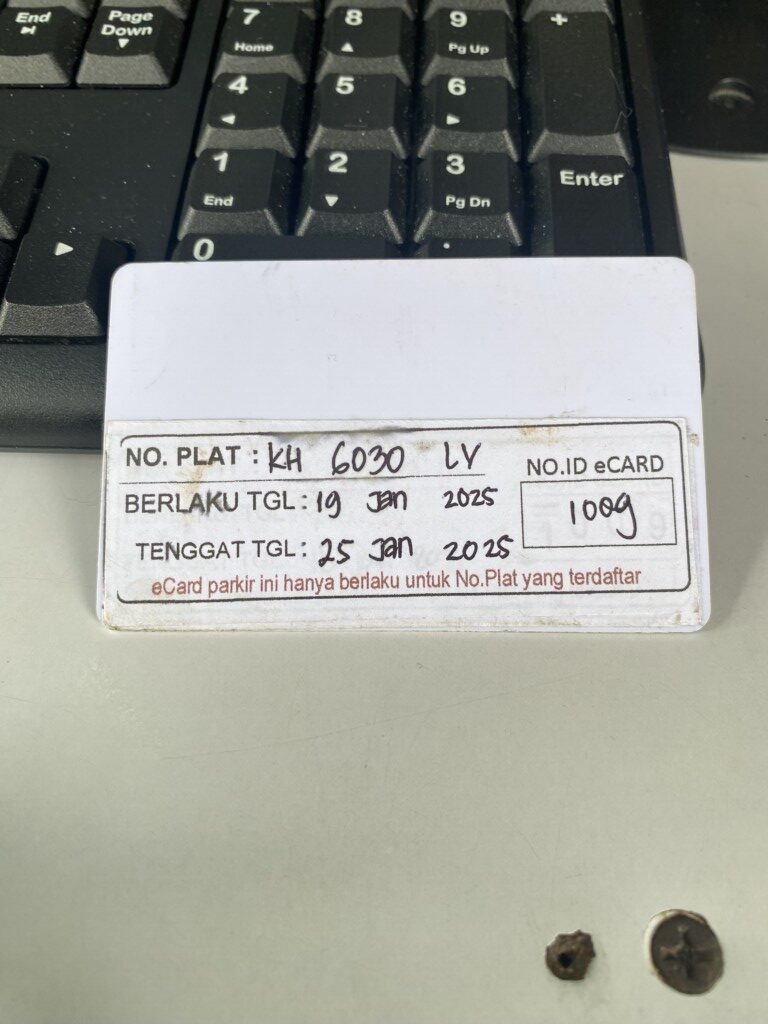 End
Page Down
7 Home
8
9 Pg Up
+
4
5
6
1 End
2
3 Pg Dn
Enter
0
.
NO. PLAT : KH 6030 LV
NO.ID eCARD
BERLAKU TGL : 19 Jan 2025
1009
TENGGAT TGL : 25 Jan 2025
eCard parkir ini hanya berlaku untuk No.Plat yang terdaftar